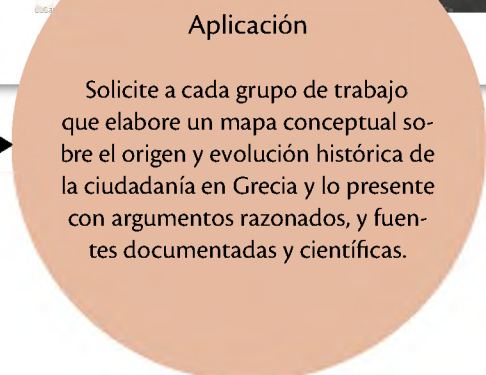 Aplicación
Solicite a cada grupo de trabajo
que elabore un mapa conceptual so-
bre el origen y evolución histórica de
la ciudadanía en Grecia y lo presente
con argumentos razonados, y fuen-
tes documentadas y científicas.